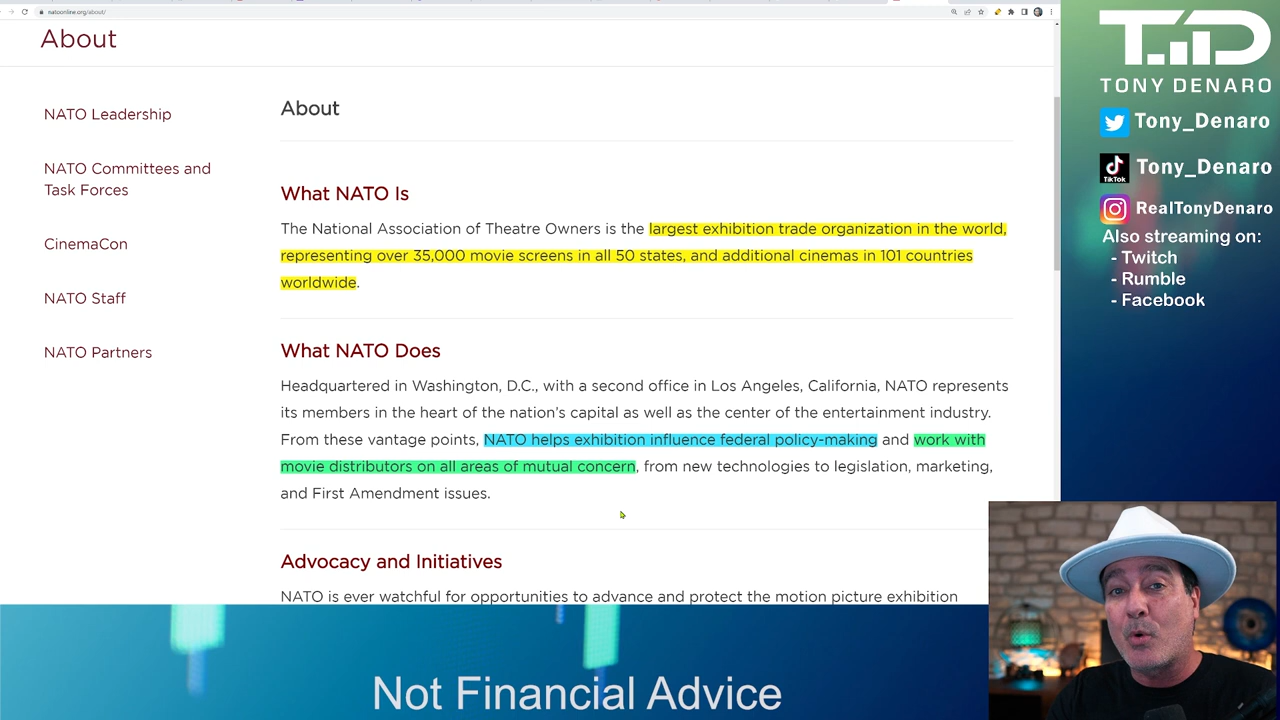 natoonline.org/about/
About
NATO Leadership
NATO Committees and
Task Forces
CinemaCon
NATO Staff
NATO Partners
About
What NATO Is
The National Association of Theatre Owners is the largest exhibition trade organization in the world,
representing over 35,000 movie screens in all 50 states, and additional cinemas in 101 countries
worldwide.
What NATO Does
Headquartered in Washington, D.C., with a second office in Los Angeles, California, NATO represents
its members in the heart of the nation's capital as well as the center of the entertainment industry.
From these vantage points, NATO helps exhibition influence federal policy-making and work with
movie distributors on all areas of mutual concern, from new technologies to legislation, marketing,
and First Amendment issues.
Advocacy and Initiatives
NATO is ever watchful for opportunities to advance and protect the motion picture exhibition
Not Financial Advice
TD
TONY DENARO
Tony_Denaro
TikTok
Tony_Denaro
RealTonyDenaro
Also streaming on:
- Twitch
- Rumble
- Facebook